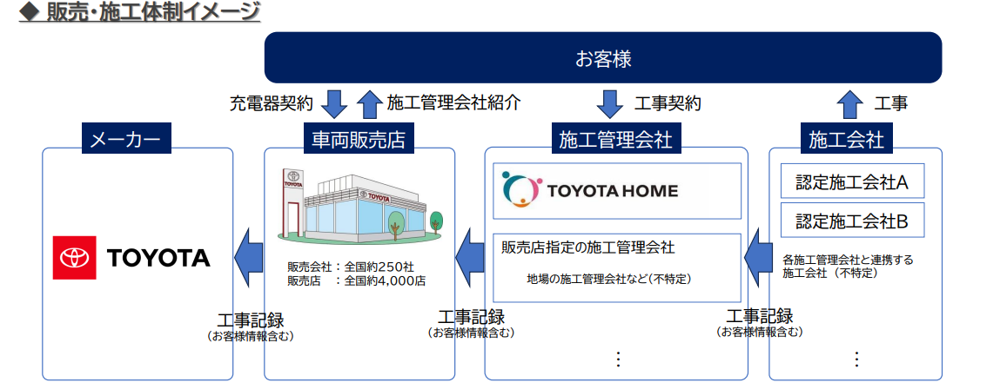 ◆ 販売・施工体制イメージ
お客様
充電器契約
施工管理会社紹介
工事契約
工事
メーカー
車両販売店
施工管理会社
施工会社
TOYOTA
TOYOTA
TOYOTA
販売会社：全国約250社
販売店　：全国約4,000店
TOYOTA HOME
販売店指定の施工管理会社
地場の施工管理会社など(不特定)
認定施工会社A
認定施工会社B
各施工管理会社と連携する
施工会社（不特定）
工事記録
（お客様情報含む）
工事記録
（お客様情報含む）
工事記録
（お客様情報含む）
⋮
⋮